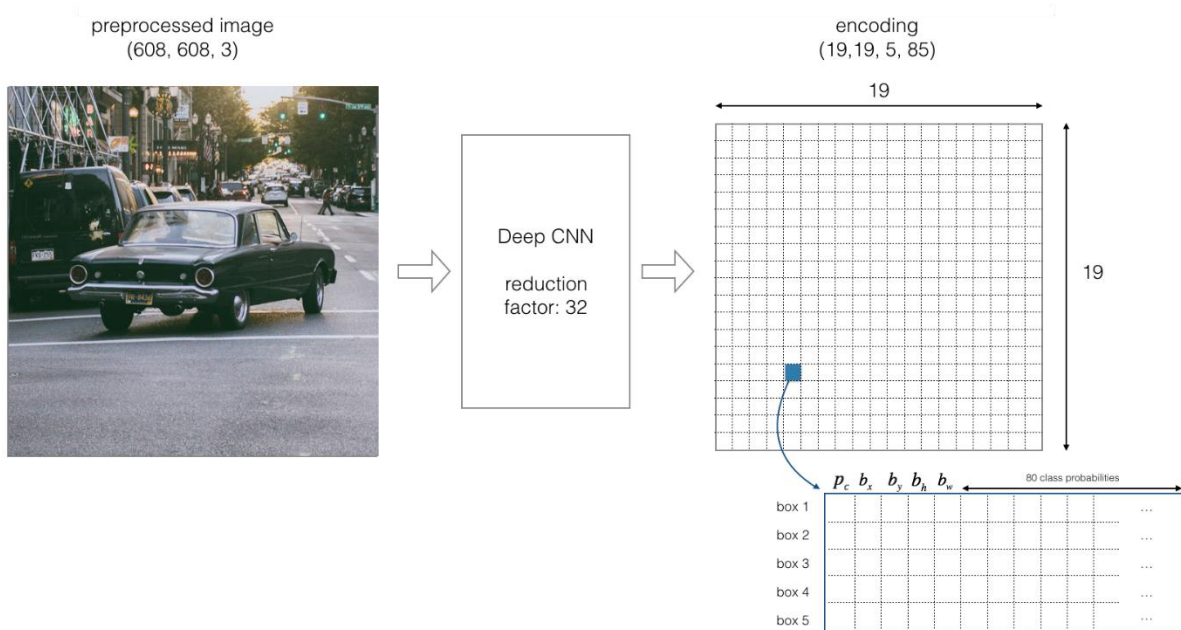 preprocessed image
(608, 608, 3)
encoding
(19,19, 5, 85)
19
Deep CNN
reduction
factor: 32
19
p_c b_x b_y b_h b_w
80 class probabilities
box 1 ...
box 2 ...
box 3 ...
box 4 ...
box 5 ...